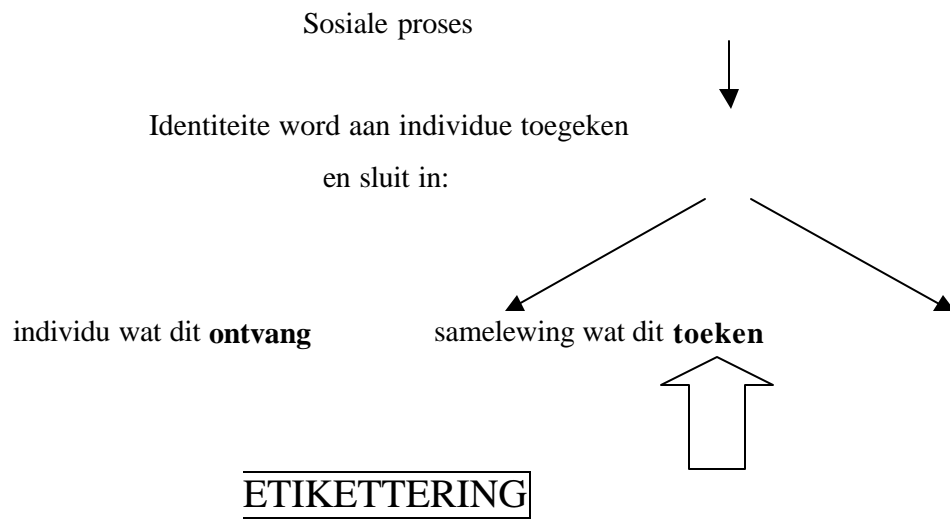 Sosiale proses
Identiteite word aan individue toegeken
en sluit in:
individu wat dit ontvang samelewing wat dit toeken
ETIKETTERING